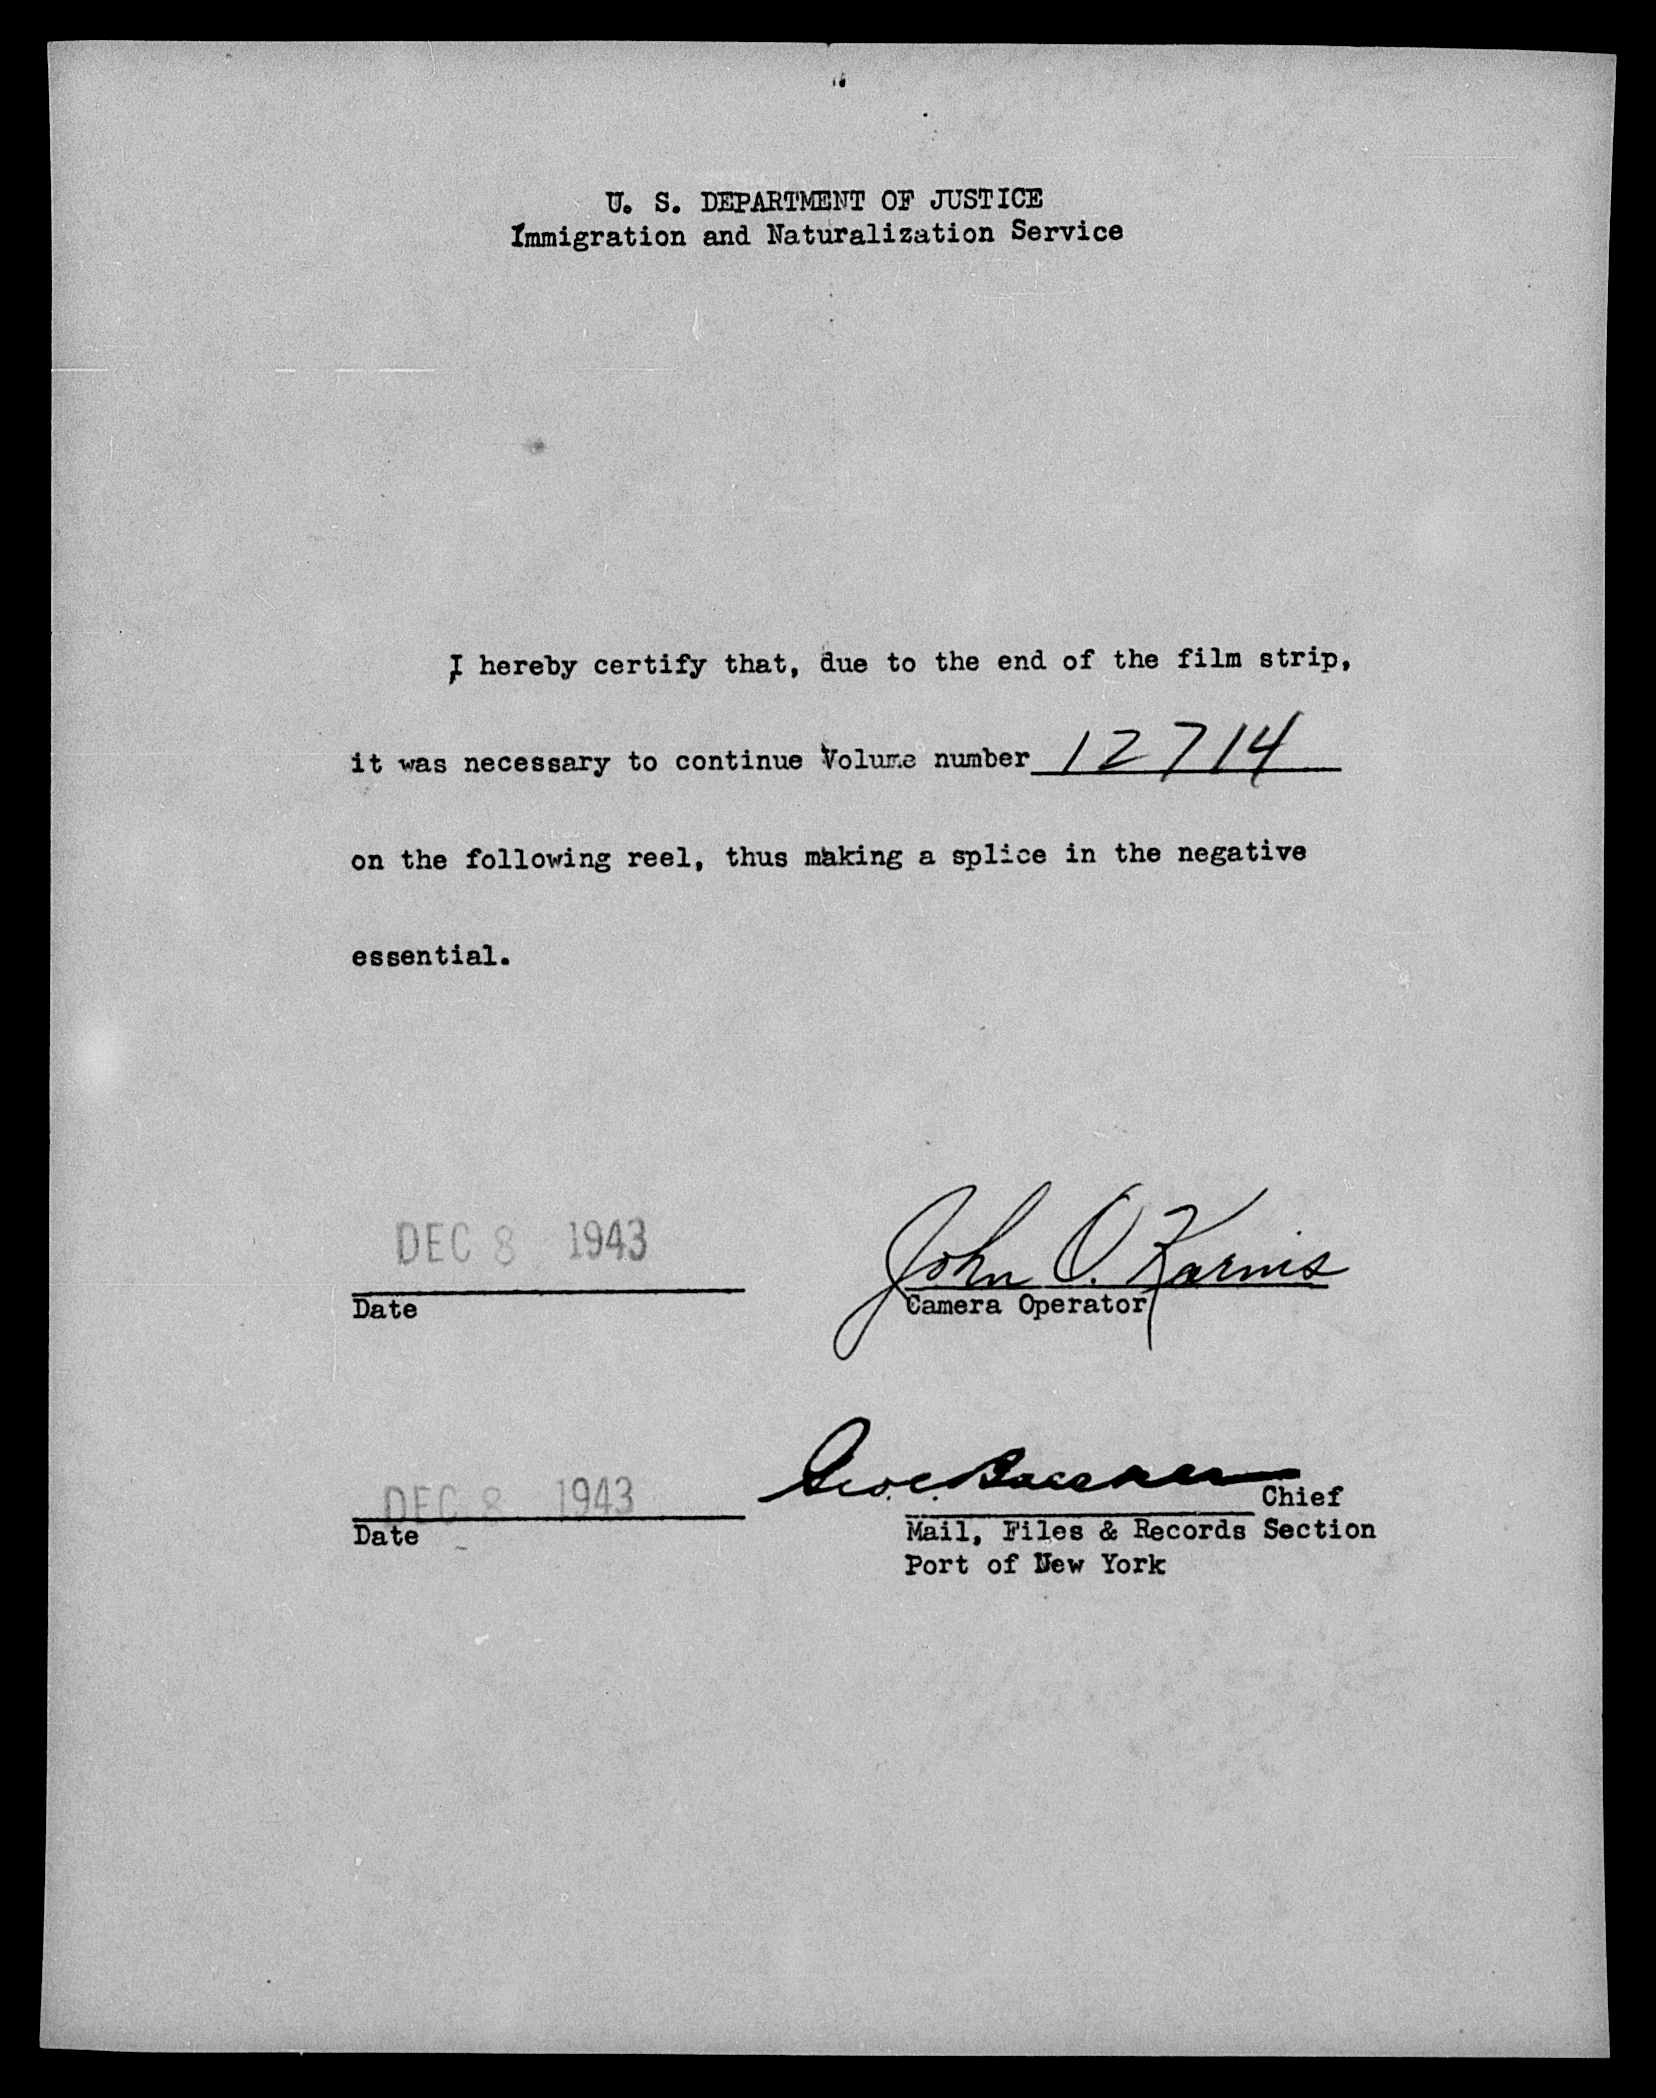 U. S. DEPARTMENT OF JUSTICE
Immigration and Naturalization Service
I hereby certify that, due to the end of the film strip,
it was necessary to continue Volume number 12714
on the following reel, thus making a splice in the negative
essential.
DEC 8 1943
John O. Karnis
Date
Camera Operator
DEC 8 1943
Chief
Date
Mail, Files & Records Section
Port of New York